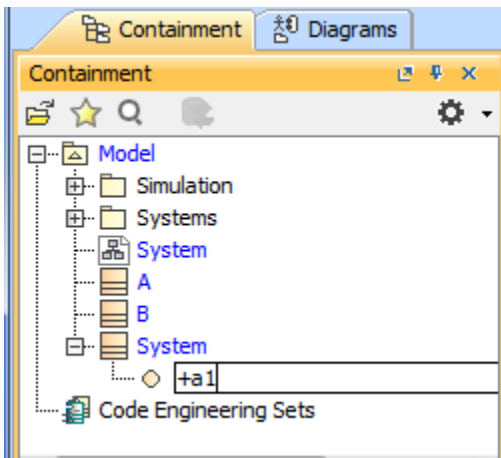 Containment Diagrams
Containment
Model
Simulation
Systems
System
A
B
System
+a1
Code Engineering Sets